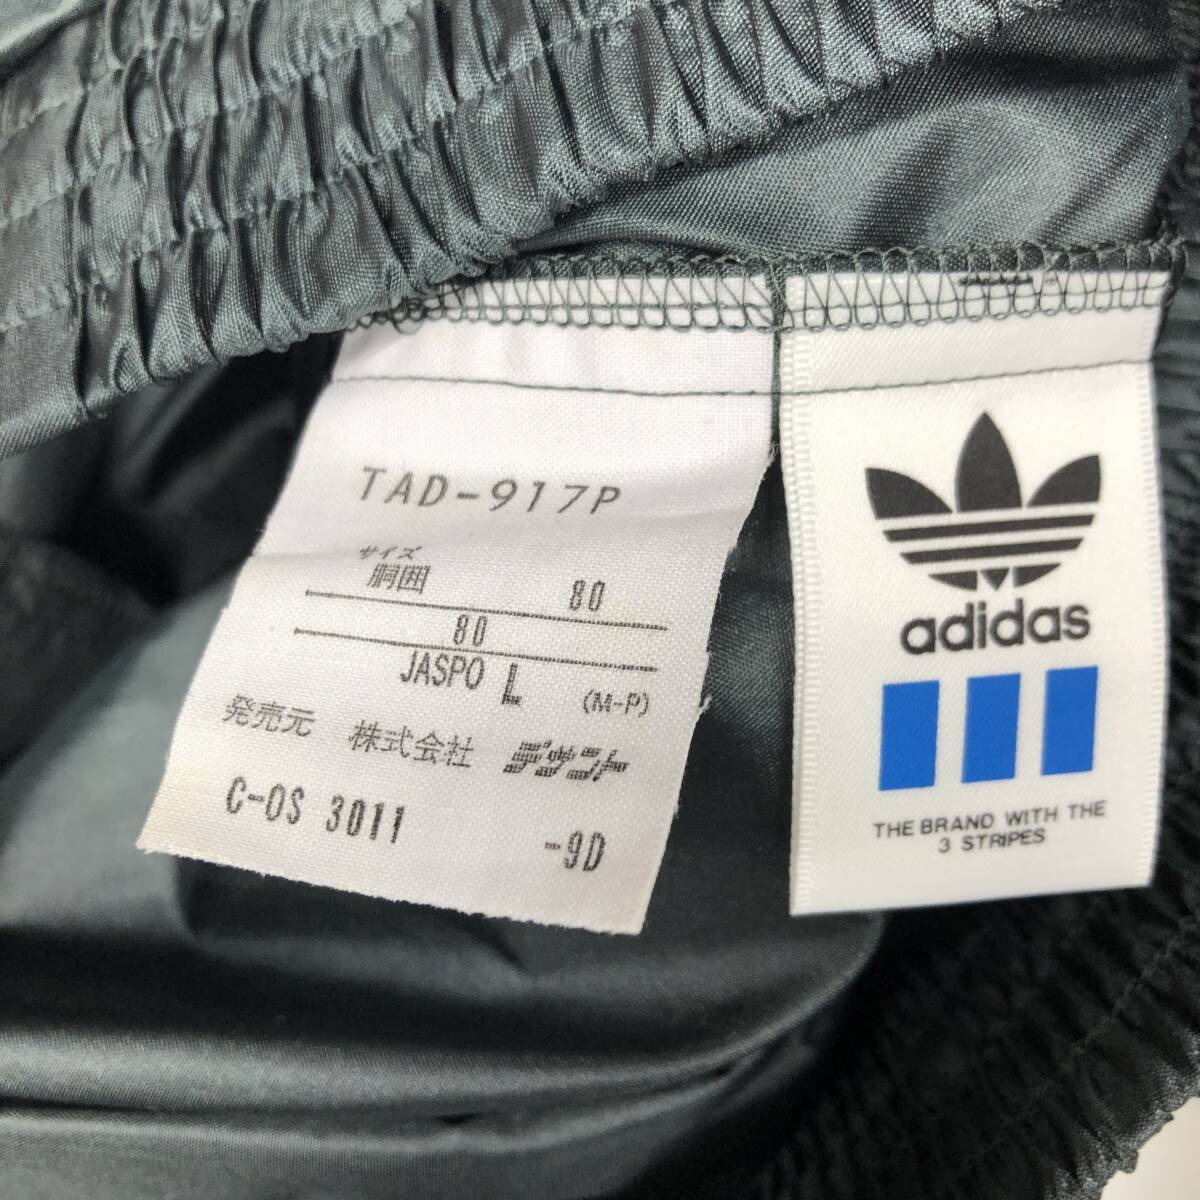 TAD-917P
サイズ
胴囲 80
80
JASPO L (M-P)
発売元 株式会社 デサント
C-OS 3011 -9D
adidas
THE BRAND WITH THE
3 STRIPES